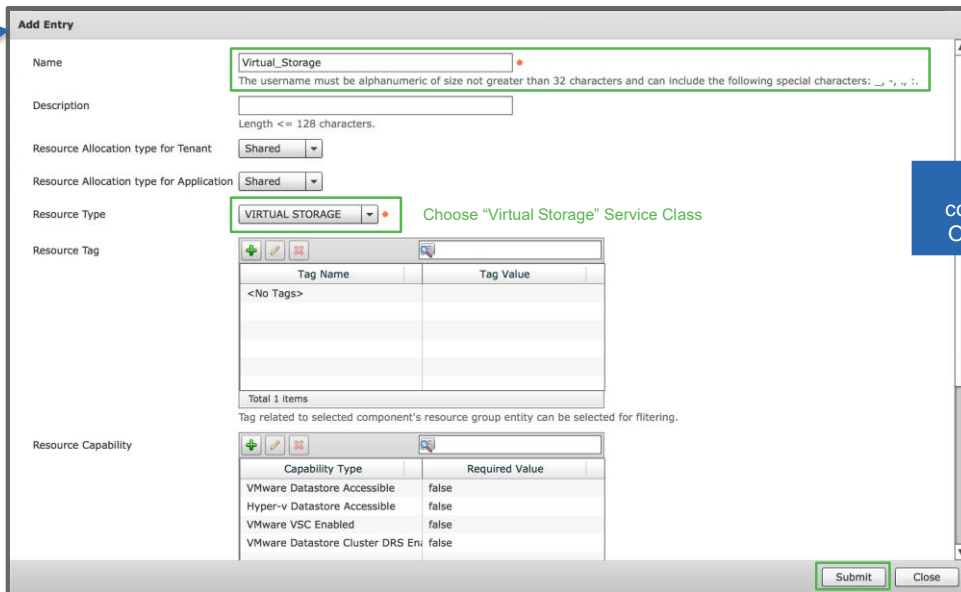 Add Entry
Name
Virtual_Storage
The username must be alphanumeric of size not greater than 32 characters and can include the following special characters: _, -, ., :.
Description
Length <= 128 characters.
Resource Allocation type for Tenant Shared
Resource Allocation type for Application Shared
Resource Type VIRTUAL STORAGE Choose “Virtual Storage” Service Class
Resource Tag
Tag Name Tag Value
<No Tags>
Total 1 items
Tag related to selected component's resource group entity can be selected for fliltering.
Resource Capability
Capability Type Required Value
VMware Datastore Accessible false
Hyper-v Datastore Accessible false
VMware VSC Enabled false
VMware Datastore Cluster DRS false
Submit Close